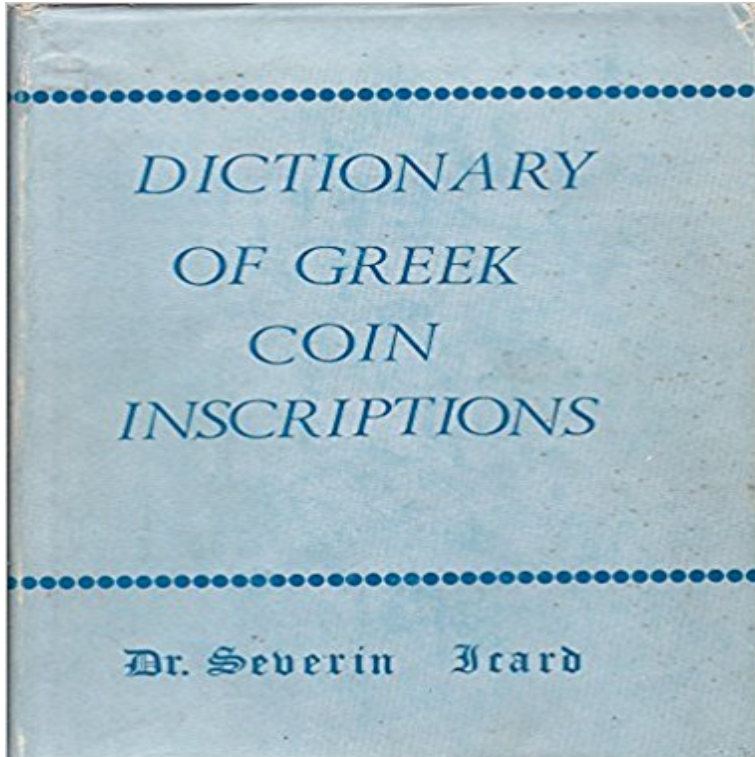 DICTIONARY
OF GREEK
COIN
INSCRIPTIONS
Dr. Severin Icard